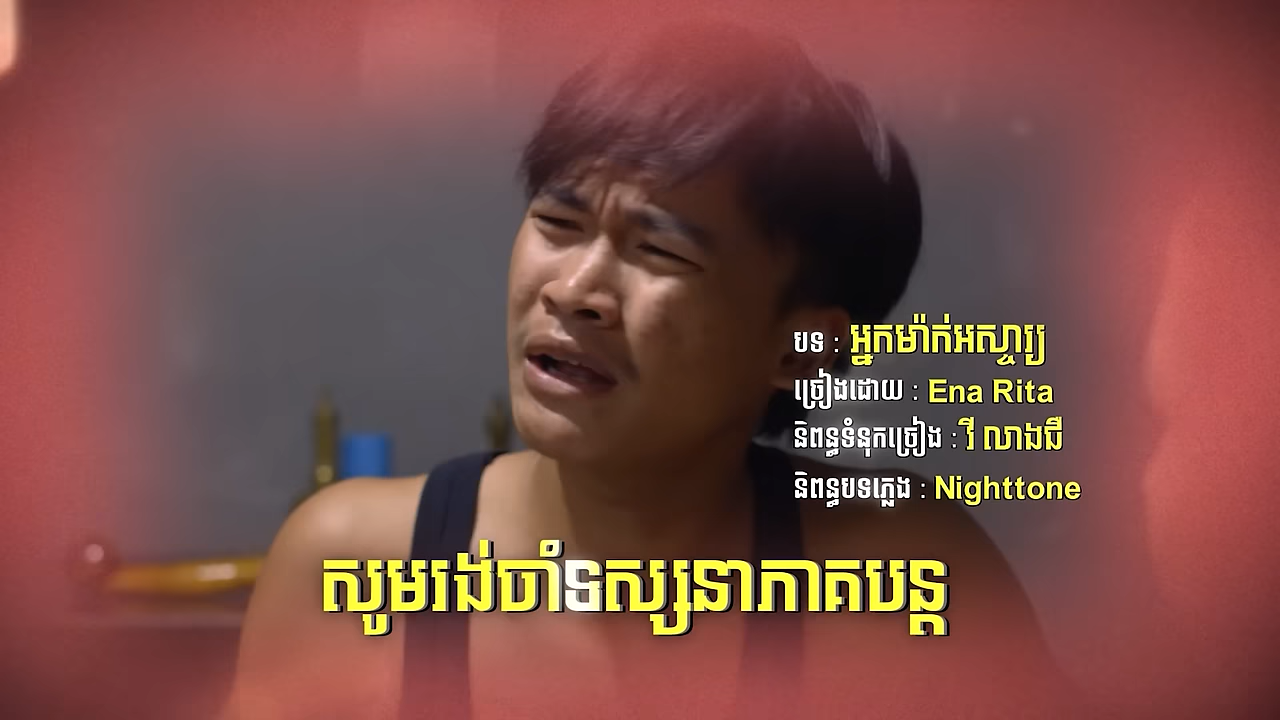 បទ : អ្នកម៉ាក់អស្ចារ្យ
ច្រៀងដោយ : Ena Rita
និពន្ធទំនុកច្រៀង : រី លាងជឺ
និពន្ធបទភ្លេង : Nighttone
សូមរង់ចាំទស្សនាភាគបន្ត